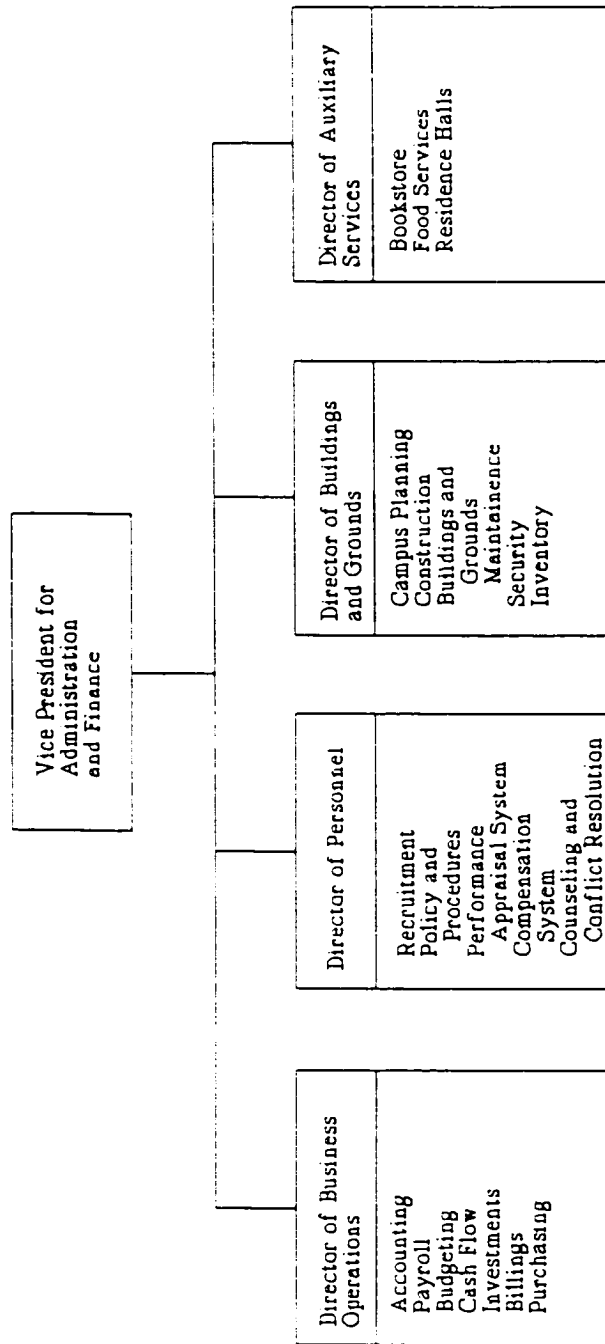 Vice President for
Administration
and Finance
Director of Business
Operations
Accounting
Payroll
Budgeting
Cash Flow
Investments
Billings
Purchasing
Director of Personnel
Recruitment
Policy and
Procedures
Performance
Appraisal System
Compensation
System
Counseling and
Conflict Resolution
Director of Buildings
and Grounds
Campus Planning
Construction
Buildings and
Grounds
Maintainence
Security
Inventory
Director of Auxiliary
Services
Bookstore
Food Services
Residence Halls